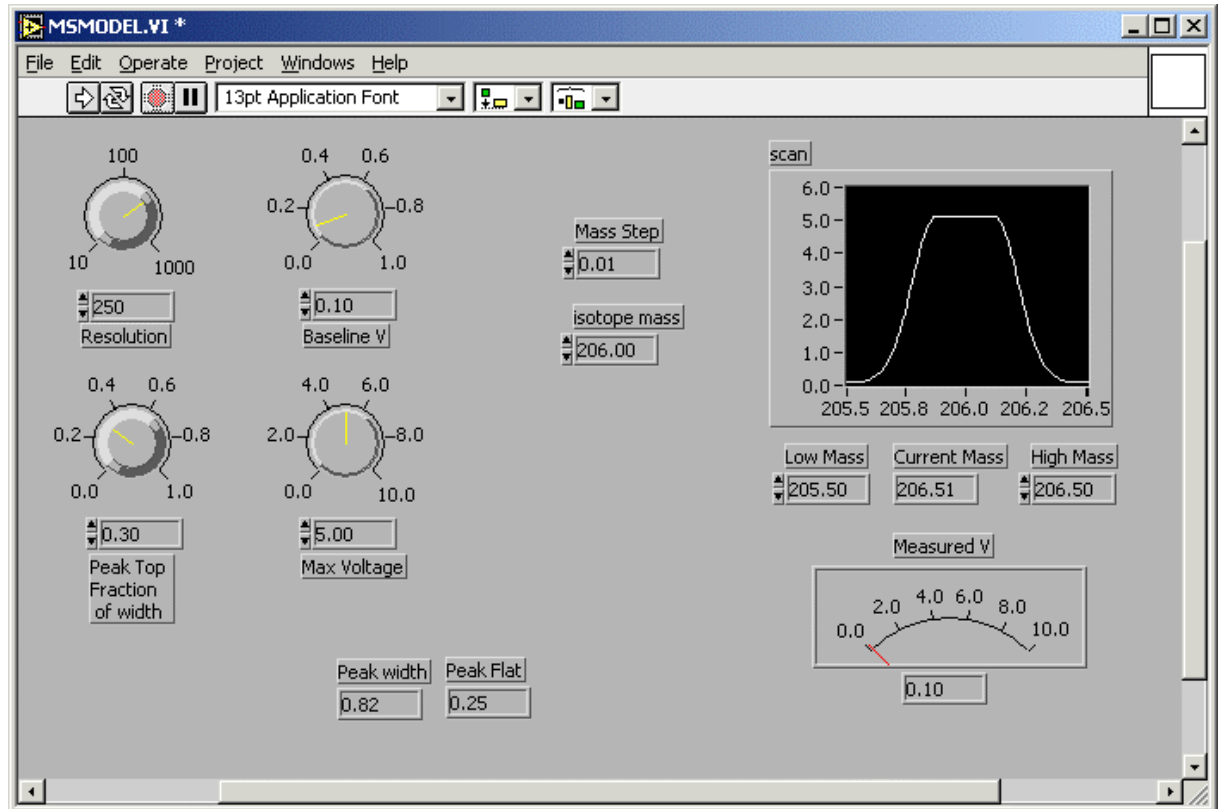 MSMODEL.VI *
File Edit Operate Project Windows Help
13pt Application Font
100
10
1000
250
Resolution
0.4
0.6
0.2
0.8
0.0
1.0
0.10
Baseline V
Mass Step
0.01
isotope mass
206.00
scan
6.0
5.0
4.0
3.0
2.0
1.0
0.0
205.5 205.8 206.0 206.2 206.5
0.4
0.6
0.2
0.8
0.0
1.0
0.30
Peak Top
Fraction
of width
4.0
6.0
2.0
8.0
0.0
10.0
5.00
Max Voltage
Low Mass
205.50
Current Mass
206.51
High Mass
206.50
Measured V
0.0
2.0
4.0
6.0
8.0
10.0
0.10
Peak width
0.82
Peak Flat
0.25